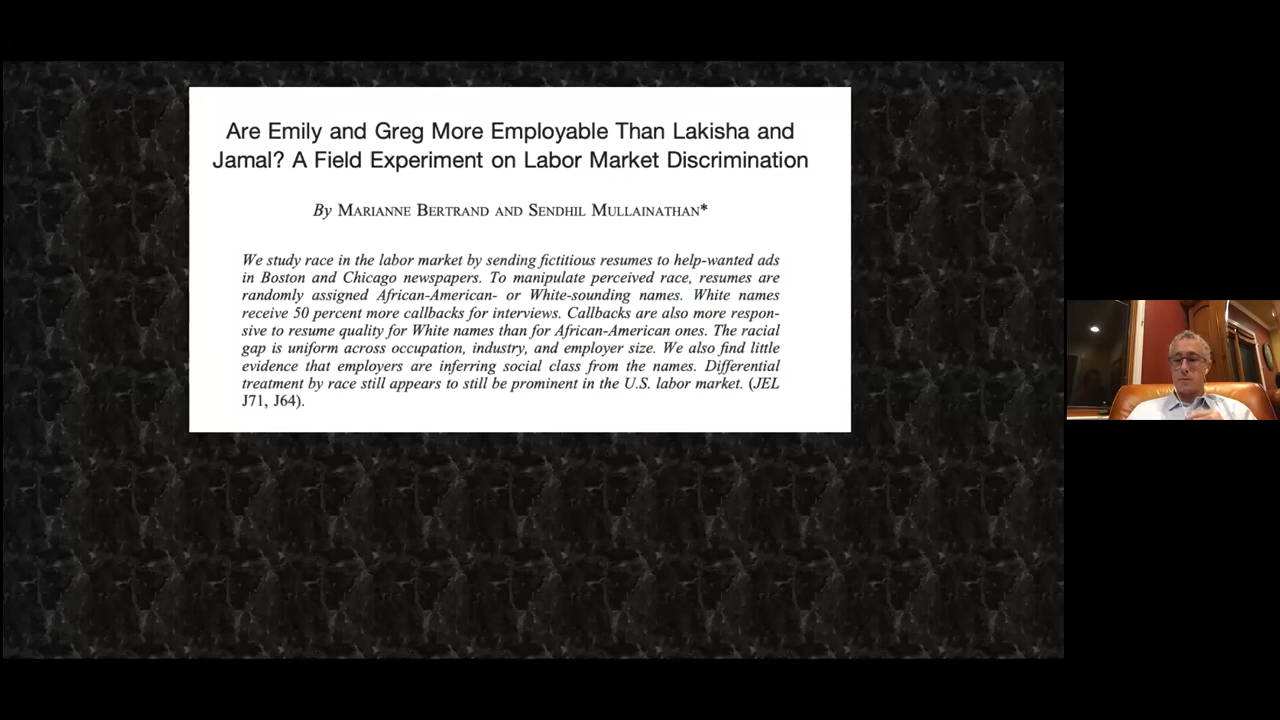 Are Emily and Greg More Employable Than Lakisha and
Jamal? A Field Experiment on Labor Market Discrimination
By MARIANNE BERTRAND AND SENDHIL MULLAINATHAN*
We study race in the labor market by sending fictitious resumes to help-wanted ads
in Boston and Chicago newspapers. To manipulate perceived race, resumes are
randomly assigned African-American- or White-sounding names. White names
receive 50 percent more callbacks for interviews. Callbacks are also more respon-
sive to resume quality for White names than for African-American ones. The racial
gap is uniform across occupation, industry, and employer size. We also find little
evidence that employers are inferring social class from the names. Differential
treatment by race still appears to still be prominent in the U.S. labor market. (JEL
J71, J64).